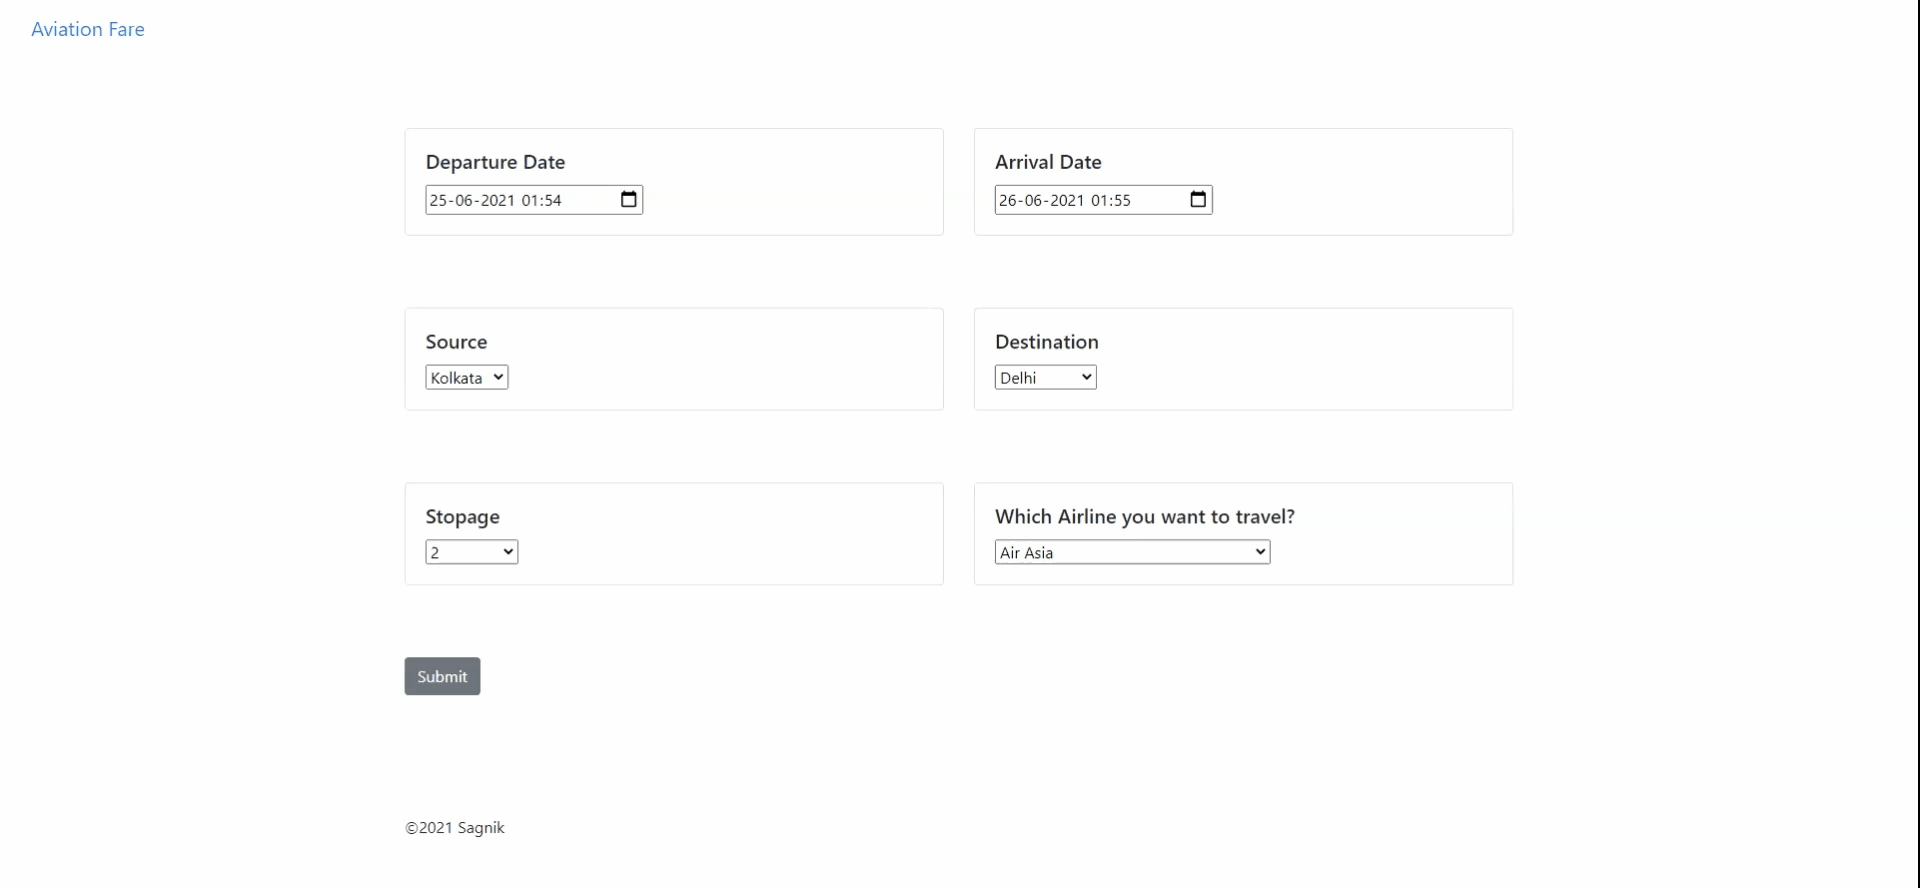 Aviation Fare
Departure Date
25-06-2021 01:54
Arrival Date
26-06-2021 01:55
Source
Kolkata
Destination
Delhi
Stopage
2
Which Airline you want to travel?
Air Asia
Submit
©2021 Sagnik